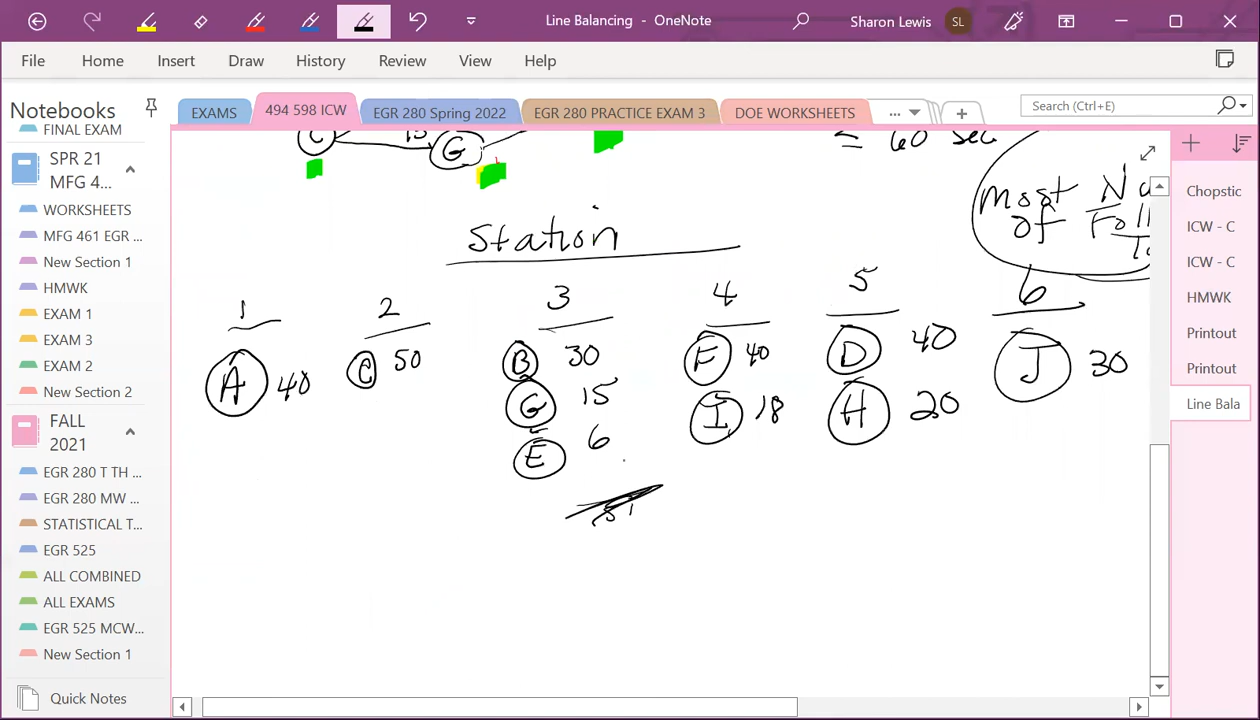 Line Balancing - OneNote
Sharon Lewis SL
File Home Insert Draw History Review View Help
Notebooks
EXAMS 494 598 ICW EGR 280 Spring 2022 EGR 280 PRACTICE EXAM 3 DOE WORKSHEETS ...
Search (Ctrl+E)
FINAL EXAM
SPR 21
MFG 4...
WORKSHEETS
MFG 461 EGR ...
New Section 1
HMWK
EXAM 1
EXAM 3
EXAM 2
New Section 2
FALL
2021
EGR 280 T TH ...
EGR 280 MW ...
STATISTICAL T...
EGR 525
ALL COMBINED
ALL EXAMS
EGR 525 MCW...
New Section 1
Quick Notes
C 15 G
= 60 sec
Most
of Foll
Station
1 2 3 4 5 6
A 40 C 50 B 30 F 40 D 40 J 30
G 15 I 18 H 20
E 6
Chopstic
ICW - C
ICW - C
HMWK
Printout
Printout
Line Bala